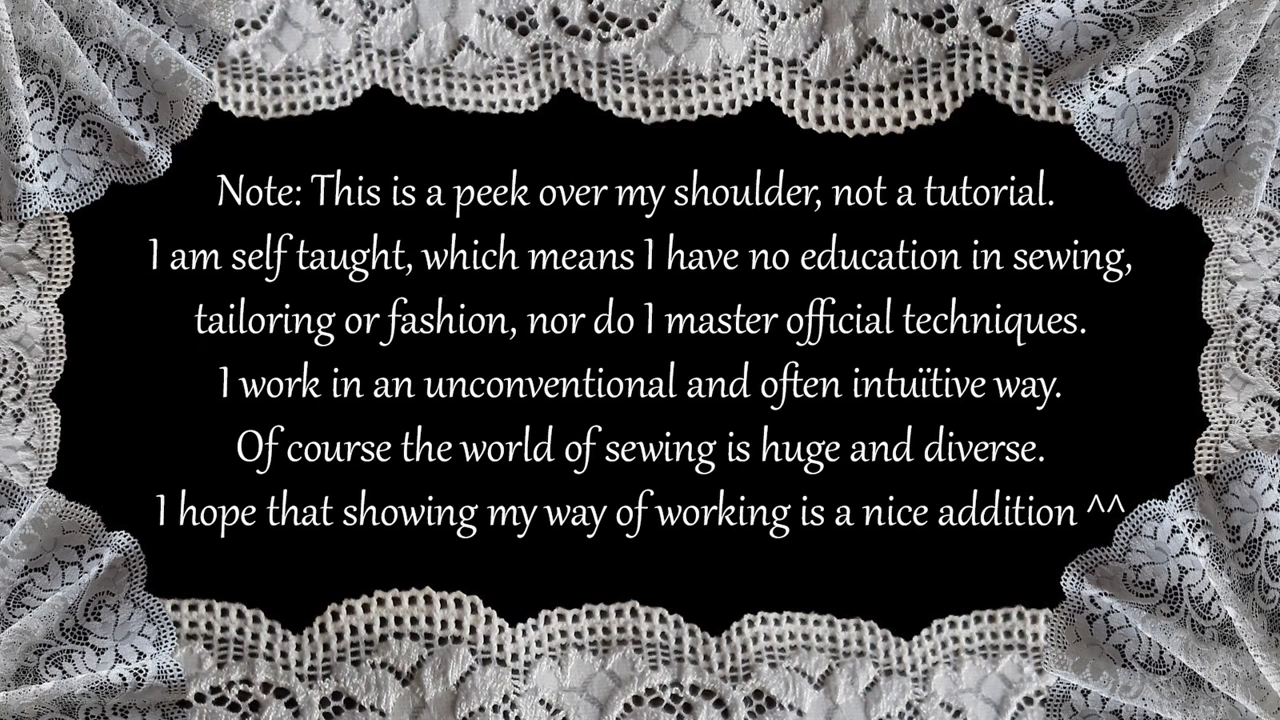 Note: This is a peek over my shoulder, not a tutorial.
I am self taught, which means I have no education in sewing,
tailoring or fashion, nor do I master official techniques.
I work in an unconventional and often intuïtive way.
Of course the world of sewing is huge and diverse.
I hope that showing my way of working is a nice addition ^^